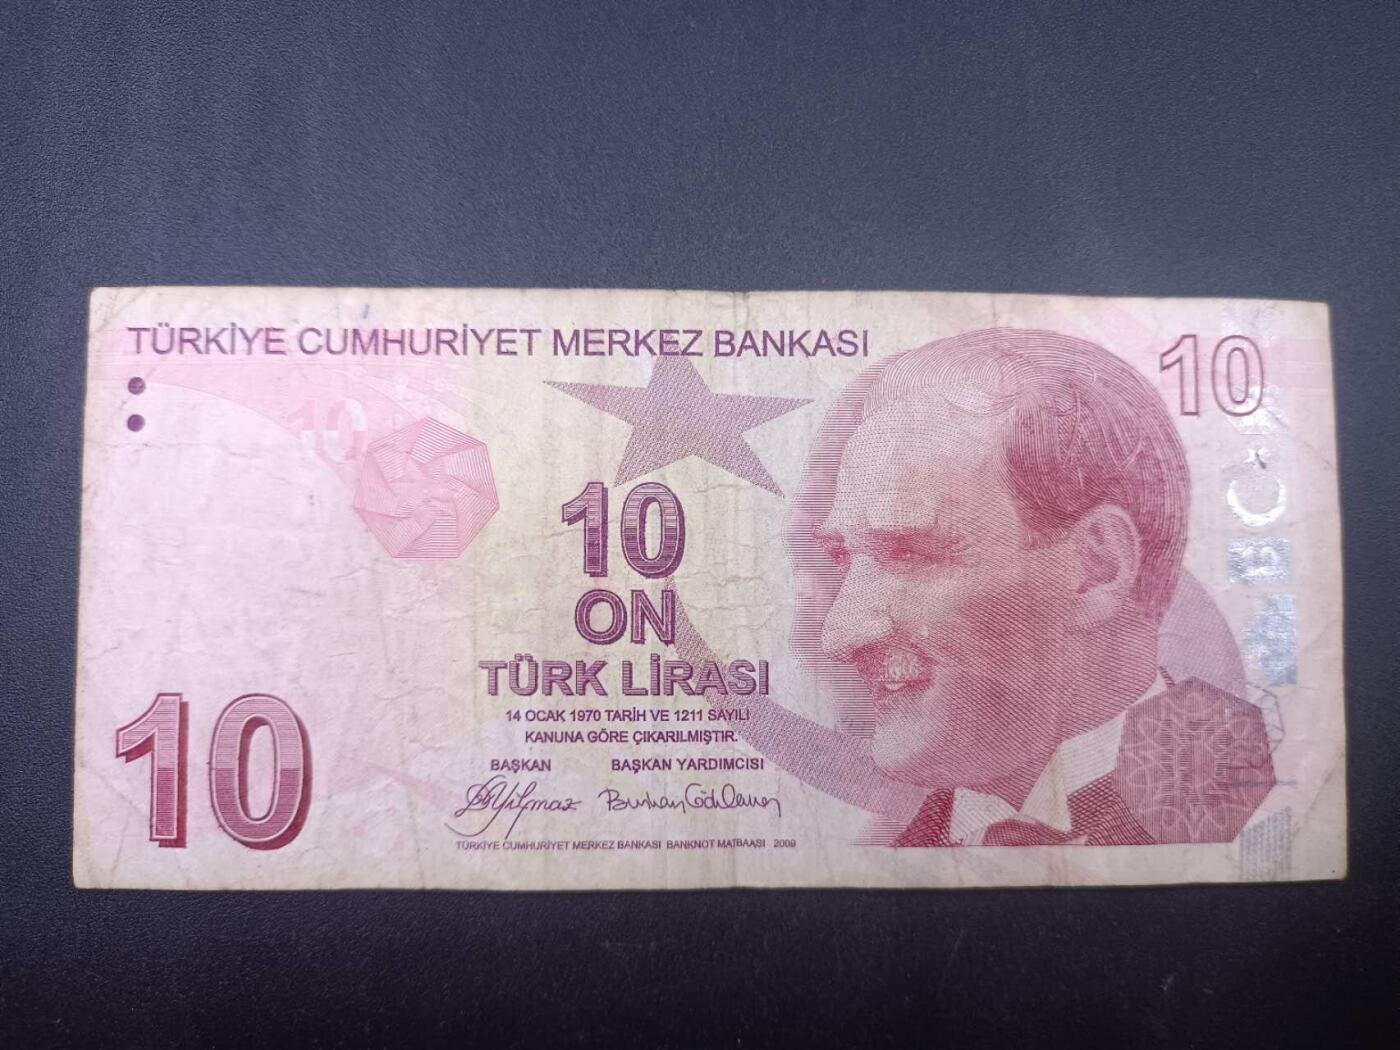 TÜRKİYE CUMHURİYET MERKEZ BANKASI
10
10
10
ON
TÜRK LİRASI
14 OCAK 1970 TARİH VE 1211 SAYILI
KANUNA GÖRE ÇIKARILMIŞTIR.
BAŞKAN BAŞKAN YARDIMCISI
10
TÜRKİYE CUMHURİYET MERKEZ BANKASI BANKNOT MATBAASI 2009